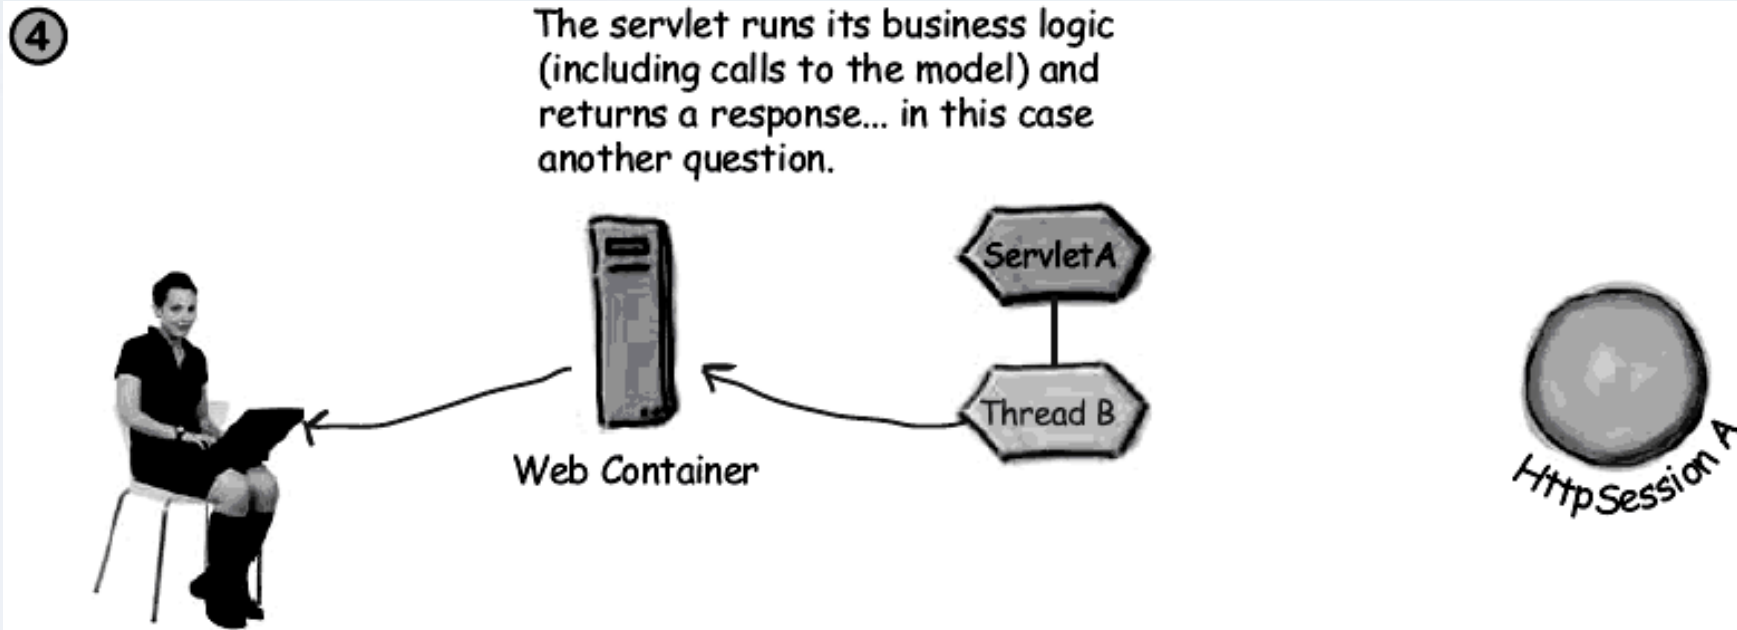 4
The servlet runs its business logic
(including calls to the model) and
returns a response... in this case
another question.
Servlet A
Thread B
Web Container
HttpSession A